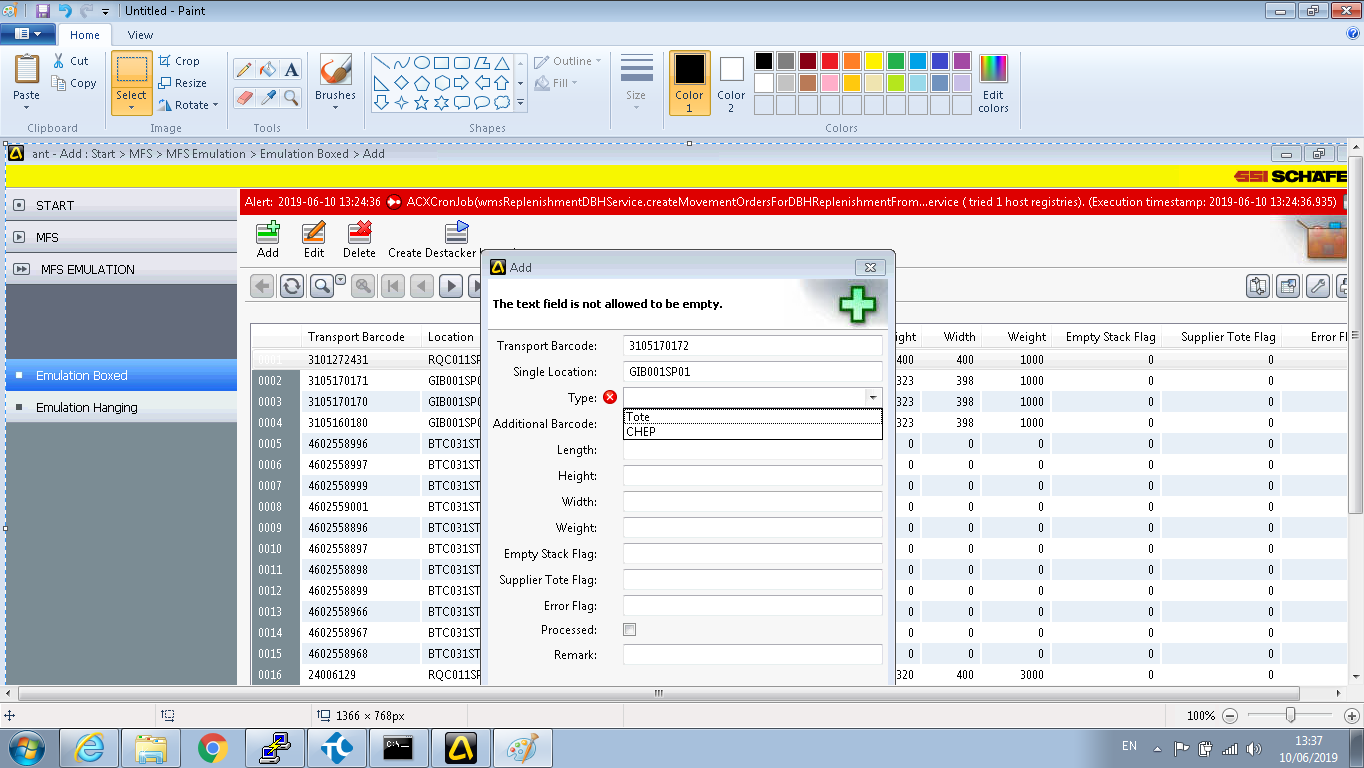 Untitled - Paint
Home View
Paste
Cut
Copy
Clipboard
Select
Crop
Resize
Rotate
Image
A
Tools
Brushes
Outline
Fill
Shapes
Size
Color 1
Color 2
Edit colors
Colors
ant - Add : Start > MFS > MFS Emulation > Emulation Boxed > Add
SSI SCHÄFE
START
MFS
MFS EMULATION
Emulation Boxed
Emulation Hanging
Alert: 2019-06-10 13:24:36 ACXCronJob(wmsReplenishmentDBHService.createMovementOrdersForDBHReplenishmentFrom...ervice ( tried 1 host registries). (Execution timestamp: 2019-06-10 13:24:36.935)
Add Edit Delete Create Destacker
Transport Barcode Location ight Width Weight Empty Stack Flag Supplier Tote Flag Error Fl
3101272431 RQC011SP 400 400 1000 0 0
0002 3105170171 GIB001SP 323 398 1000 0 0
0003 3105170170 GIB001SP 323 398 1000 0 0
0004 3105160180 GIB001SP 323 398 1000 0 0
0005 4602558996 BTC031ST 0 0 0 0 0
0006 4602558997 BTC031ST 0 0 0 0 0
0007 4602558999 BTC031ST 0 0 0 0 0
0008 4602559001 BTC031ST 0 0 0 0 0
0009 4602558896 BTC031ST 0 0 0 0 0
0010 4602558897 BTC031ST 0 0 0 0 0
0011 4602558898 BTC031ST 0 0 0 0 0
0012 4602558899 BTC031ST 0 0 0 0 0
0013 4602558966 BTC031ST 0 0 0 0 0
0014 4602558967 BTC031ST 0 0 0 0 0
0015 4602558968 BTC031ST 0 0 0 0 0
0016 24006129 RQC011SP 320 400 3000 0 0
Add
The text field is not allowed to be empty.
Transport Barcode: 3105170172
Single Location: GIB001SP01
Type:
Tote
CHEP
Additional Barcode:
Length:
Height:
Width:
Weight:
Empty Stack Flag:
Supplier Tote Flag:
Error Flag:
Processed:
Remark:
1366 × 768px
100%
C:\_
EN
13:37
10/06/2019